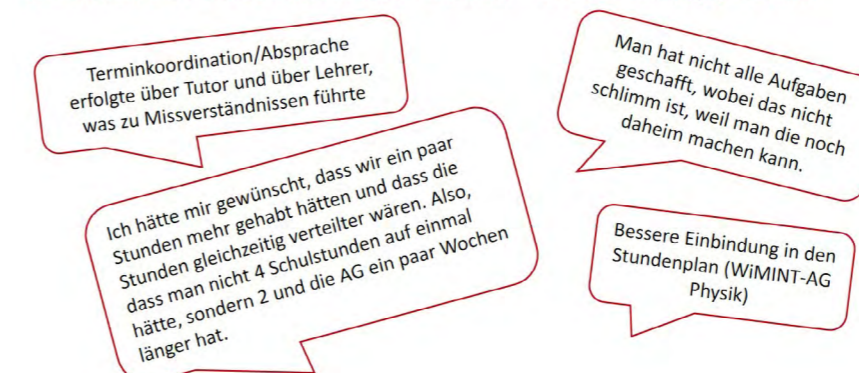 Terminkoordination/Absprache
erfolgte über Tutor und über Lehrer,
was zu Missverständnissen führte
Man hat nicht alle Aufgaben
geschafft, wobei das nicht
schlimm ist, weil man die noch
daheim machen kann.
Ich hätte mir gewünscht, dass wir ein paar
Stunden mehr gehabt hätten und dass die
Stunden gleichzeitig verteilter wären. Also,
dass man nicht 4 Schulstunden auf einmal
hätte, sondern 2 und die AG ein paar Wochen
länger hat.
Bessere Einbindung in den
Stundenplan (WiMINT-AG
Physik)